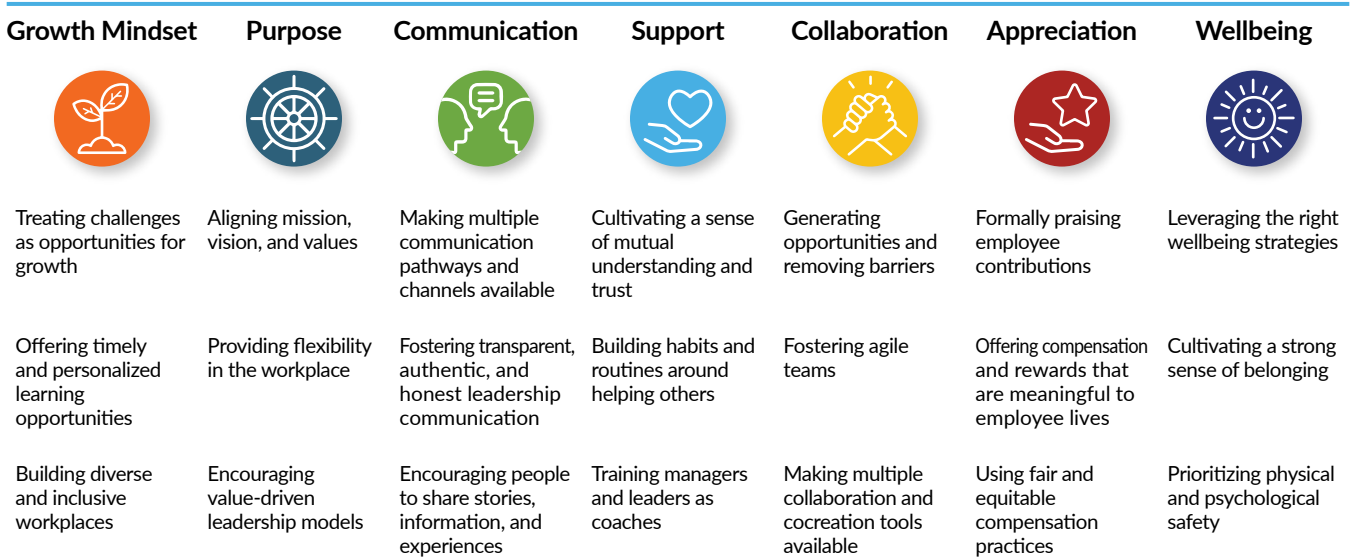 Growth Mindset
Purpose
Communication
Support
Collaboration
Appreciation
Wellbeing
Treating challenges
as opportunities for
growth
Aligning mission,
vision, and values
Making multiple
communication
pathways and
channels available
Cultivating a sense
of mutual
understanding and
trust
Generating
opportunities and
removing barriers
Formally praising
employee
contributions
Leveraging the right
wellbeing strategies
Offering timely
and personalized
learning
opportunities
Providing flexibility
in the workplace
Fostering transparent,
authentic, and
honest leadership
communication
Building habits and
routines around
helping others
Fostering agile
teams
Offering compensation
and rewards that
are meaningful to
employee lives
Cultivating a strong
sense of belonging
Building diverse
and inclusive
workplaces
Encouraging
value-driven
leadership models
Encouraging people
to share stories,
information, and
experiences
Training managers
and leaders as
coaches
Making multiple
collaboration and
cocreation tools
available
Using fair and
equitable
compensation
practices
Prioritizing physical
and psychological
safety